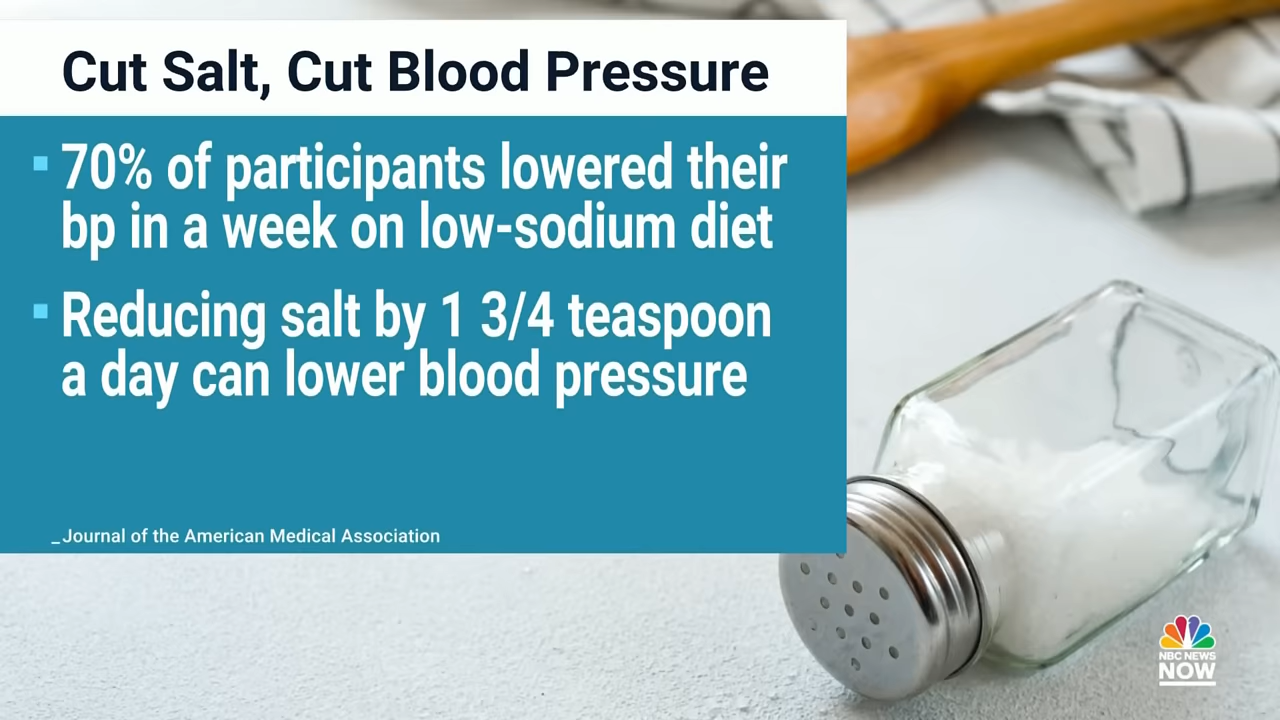 Cut Salt, Cut Blood Pressure
70% of participants lowered their
bp in a week on low-sodium diet
Reducing salt by 1 3/4 teaspoon
a day can lower blood pressure
_Journal of the American Medical Association
NBC NEWS
NOW